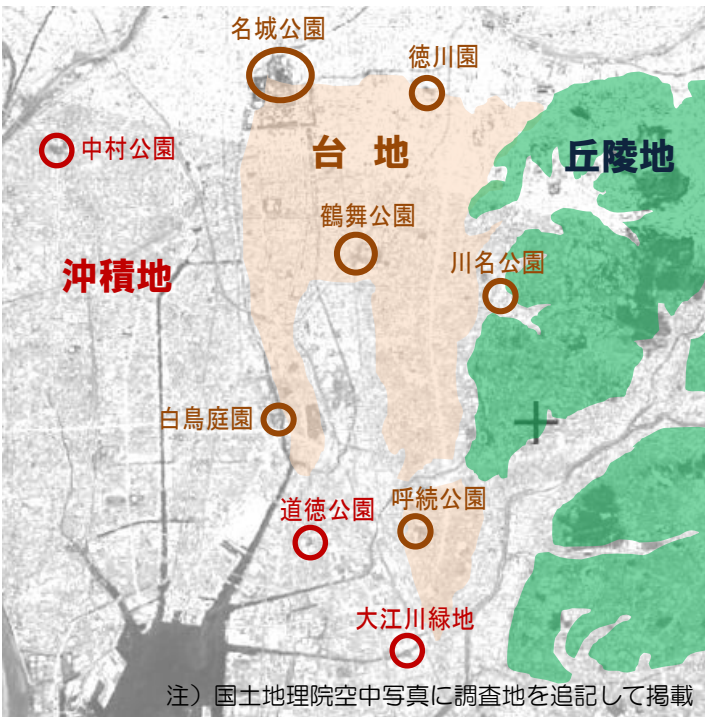 名城公園
徳川園
中村公園
台地
丘陵地
鶴舞公園
川名公園
沖積地
白鳥庭園
道徳公園
呼続公園
大江川緑地
注）国土地理院空中写真に調査地を追記して掲載